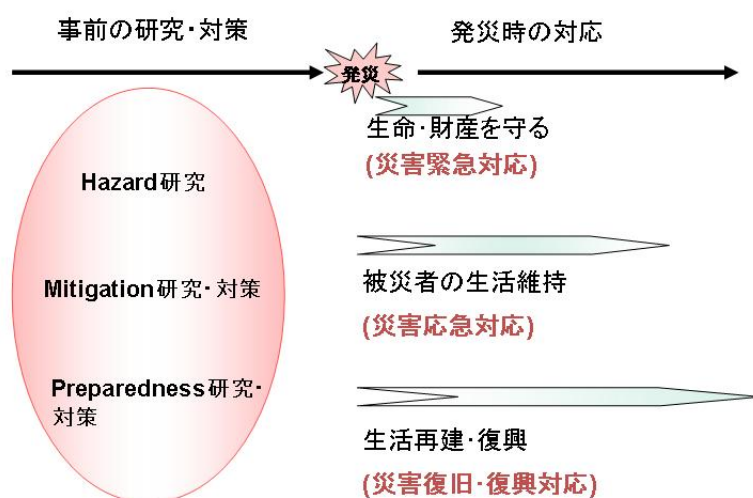 事前の研究・対策
発災
発災時の対応
生命・財産を守る
(災害緊急対応)
Hazard研究
Mitigation研究・対策
被災者の生活維持
(災害応急対応)
Preparedness研究・
対策
生活再建・復興
(災害復旧・復興対応)